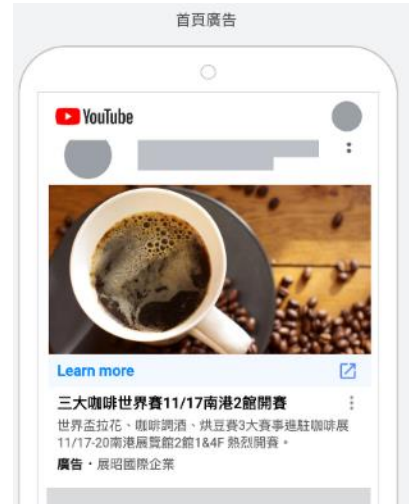 首頁廣告
YouTube
Learn more
三大咖啡世界賽11/17南港2館開賽
世界盃拉花、咖啡調酒、烘豆賽3大賽事進駐咖啡展
11/17-20南港展覽館2館1&4F 熱烈開賽。
廣告・展昭國際企業